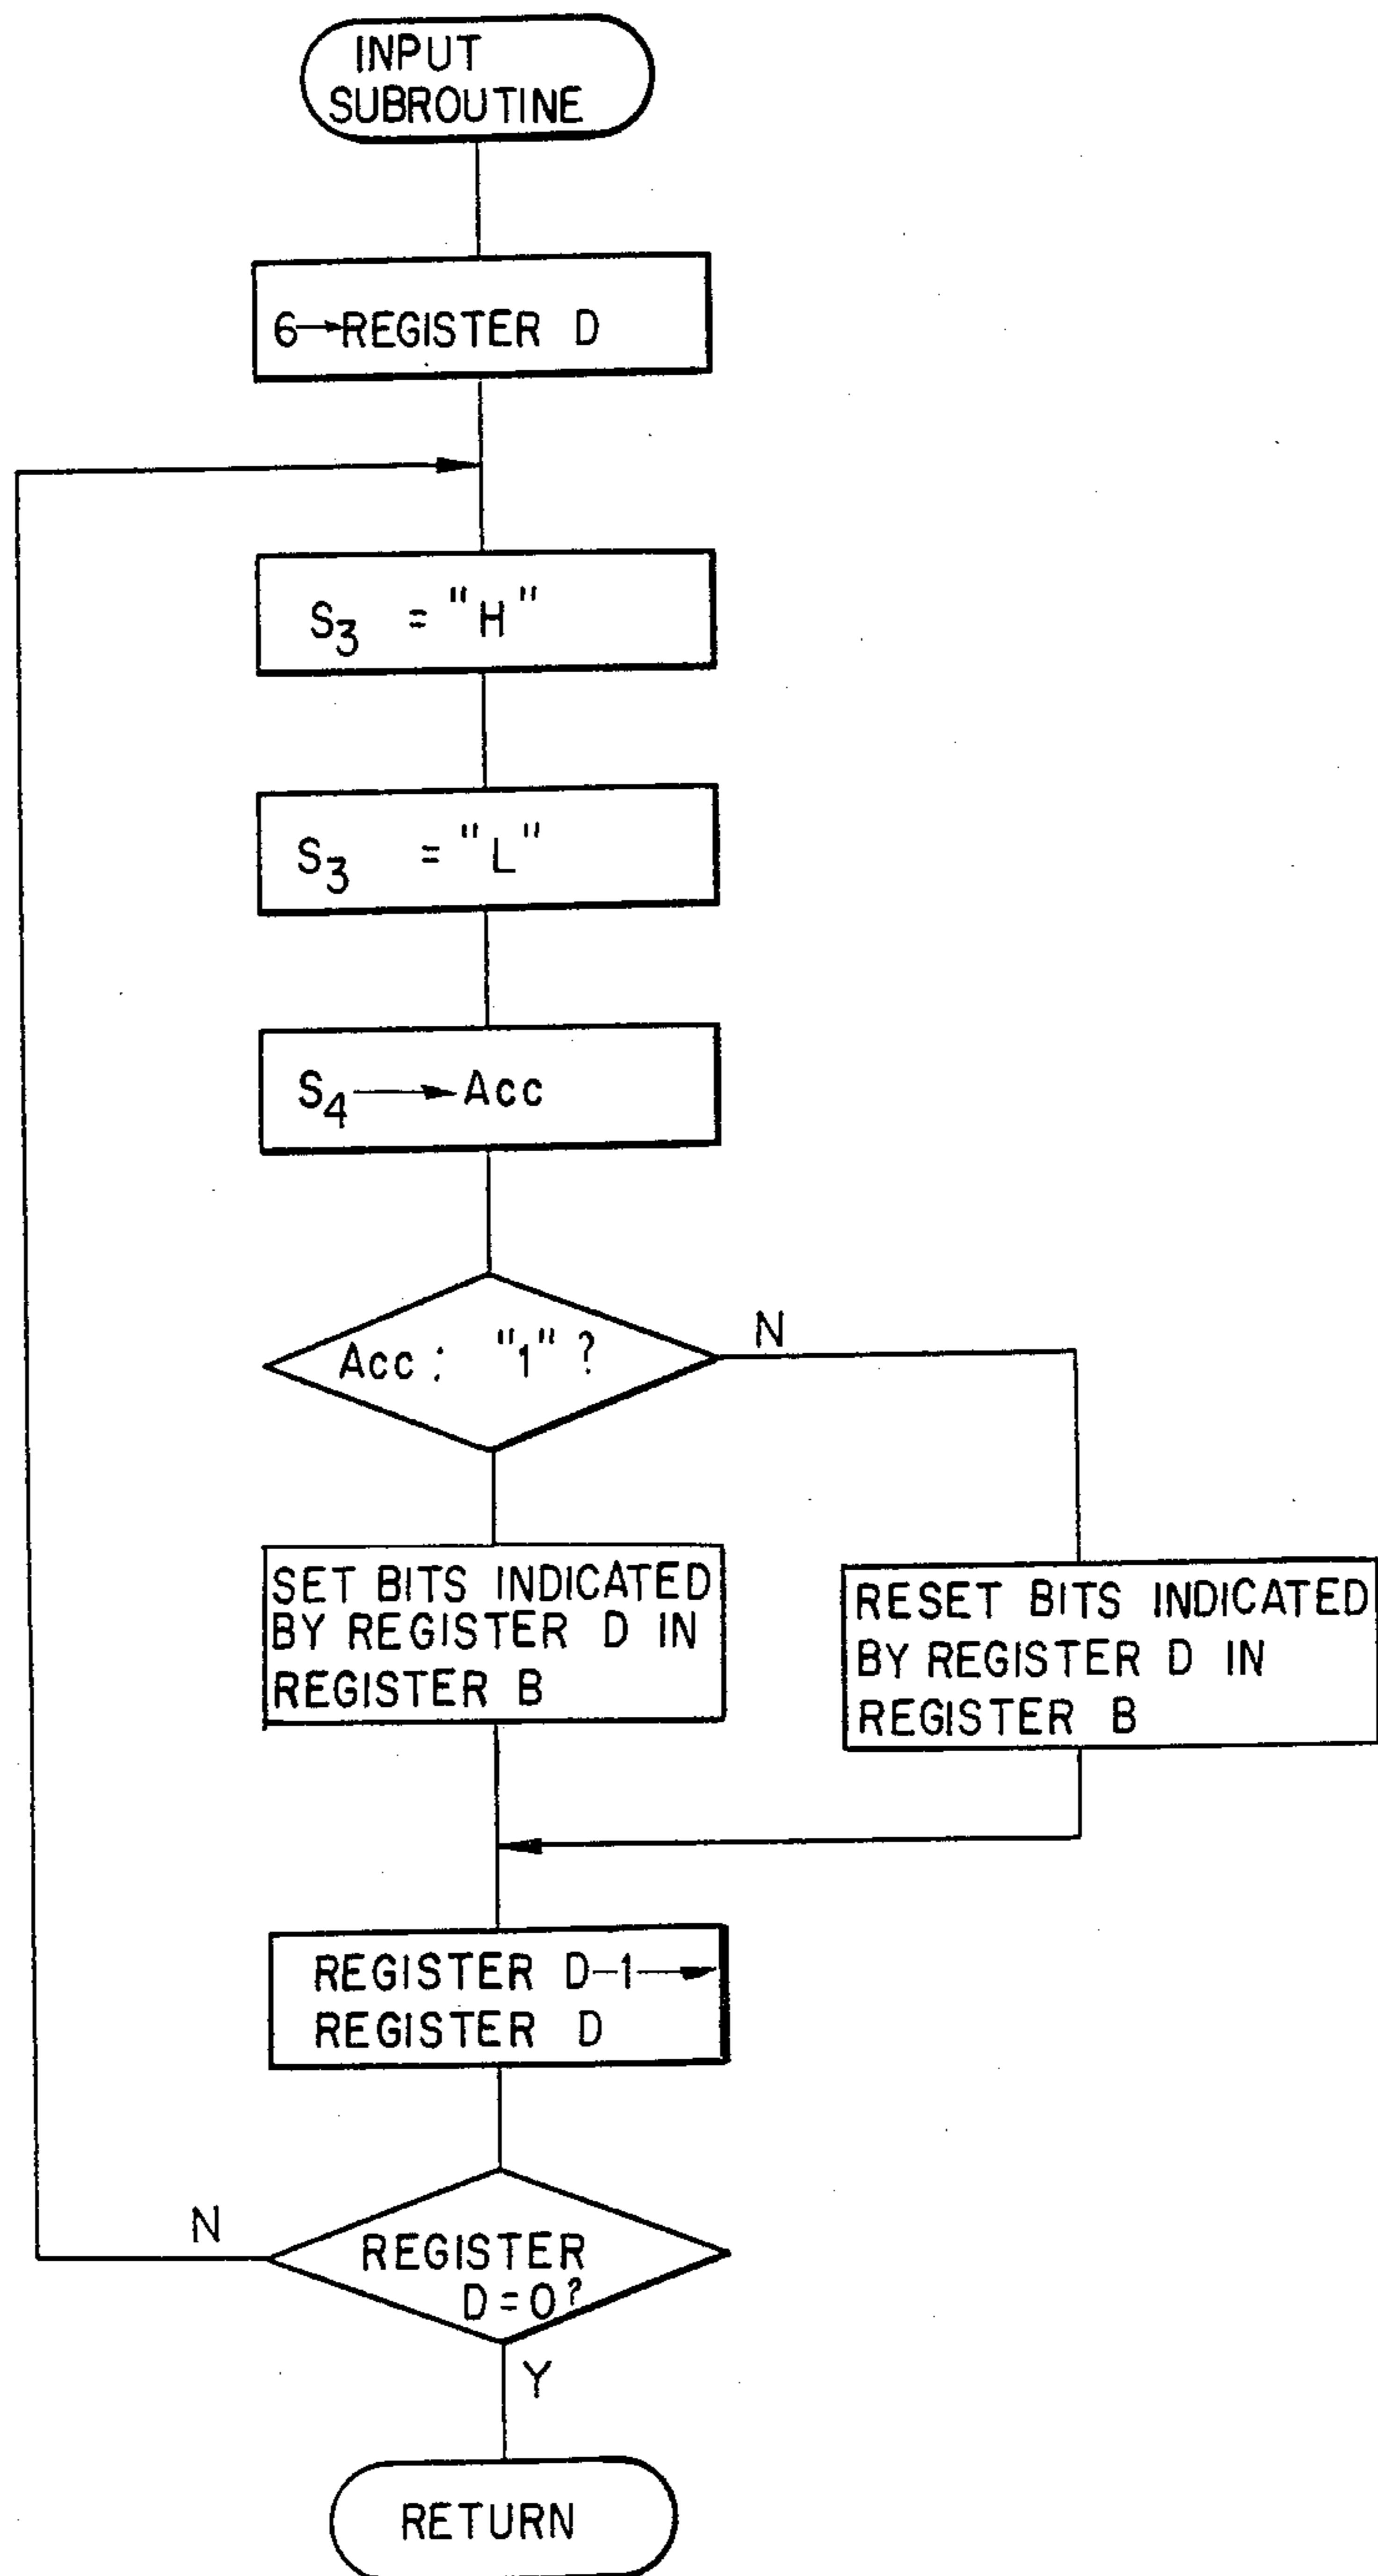 INPUT
SUBROUTINE
6→REGISTER D
S₃ = "H"
S₃ = "L"
S₄→Acc
Acc: "1"?
N
SET BITS INDICATED
BY REGISTER D IN
REGISTER B
RESET BITS INDICATED
BY REGISTER D IN
REGISTER B
REGISTER D-1→
REGISTER D
N
REGISTER
D=0?
Y
RETURN